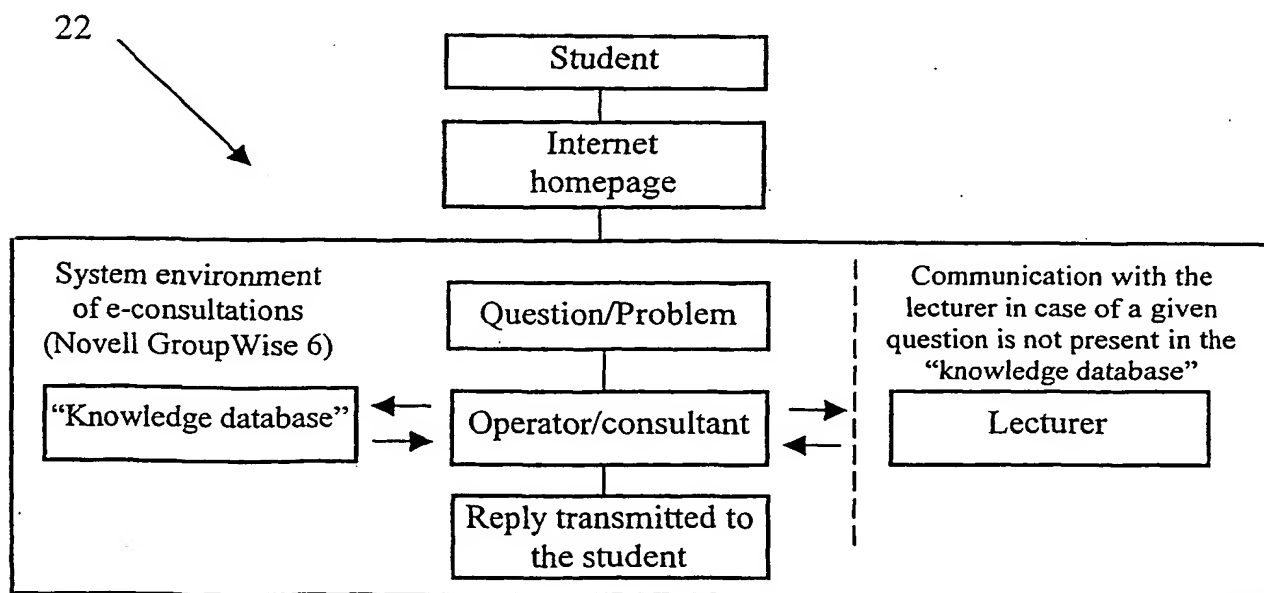 22
Student
Internet
homepage
System environment
of e-consultations
(Novell GroupWise 6)
Question/Problem
Communication with the
lecturer in case of a given
question is not present in the
“knowledge database”
“Knowledge database”
Operator/consultant
Lecturer
Reply transmitted to
the student